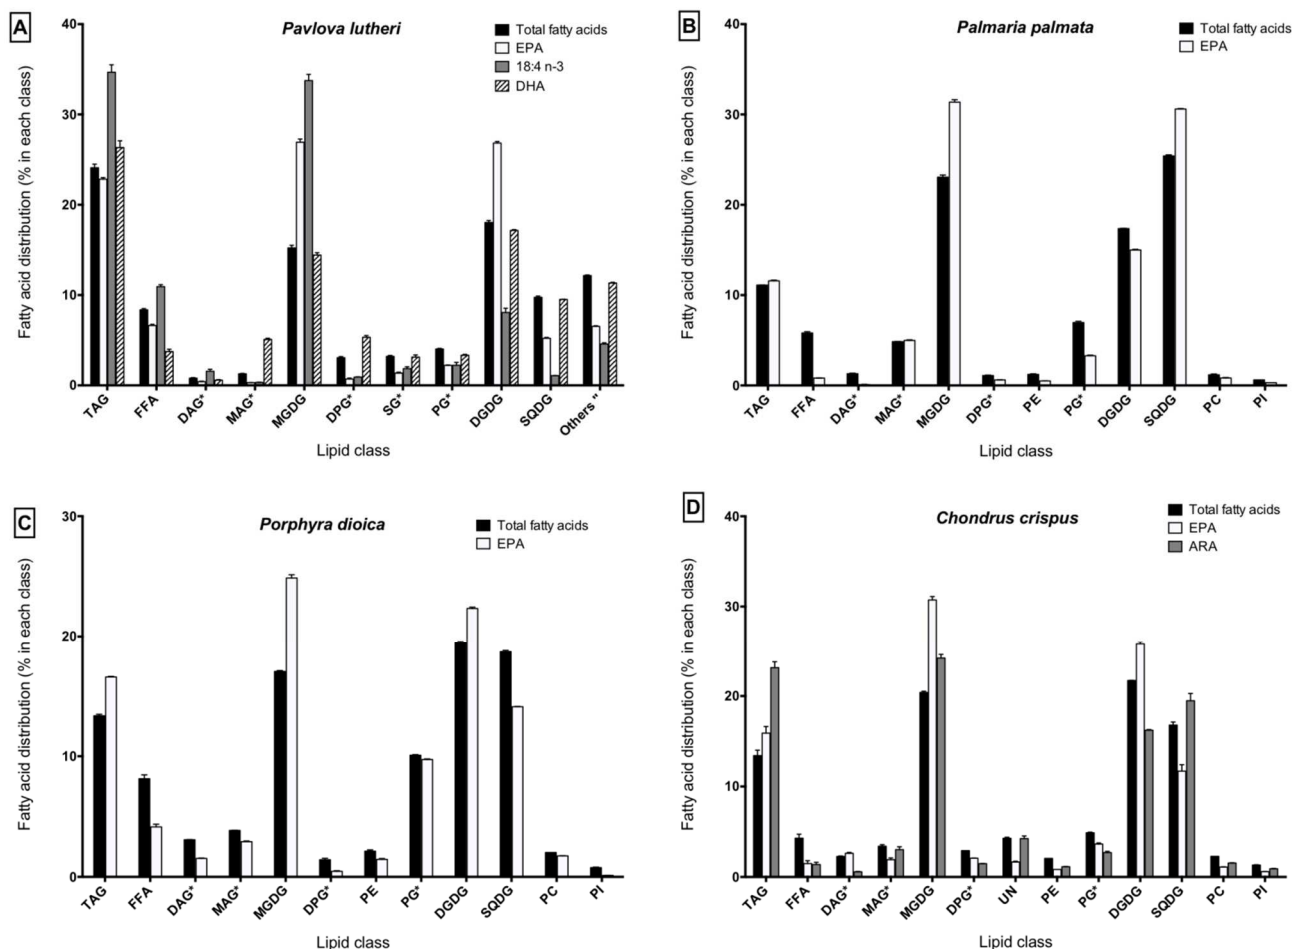 A
Pavlova lutheri
Total fatty acids
EPA
18:4 n-3
DHA
Fatty acid distribution (% in each class)
40
30
20
10
0
TAG
FFA
DAG*
MAG*
MGDG
DPG*
SG*
PG*
DGDG
SQDG
Others "
Lipid class
B
Palmaria palmata
Total fatty acids
EPA
Fatty acid distribution (% in each class)
40
30
20
10
0
TAG
FFA
DAG*
MAG*
MGDG
DPG*
PE
PG*
DGDG
SQDG
PC
PI
Lipid class
C
Porphyra dioica
Total fatty acids
EPA
Fatty acid distribution (% in each class)
30
20
10
0
TAG
FFA
DAG*
MAG*
MGDG
DPG*
PE
PG*
DGDG
SQDG
PC
PI
Lipid class
D
Chondrus crispus
Total fatty acids
EPA
ARA
Fatty acid distribution (% in each class)
40
30
20
10
0
TAG
FFA
DAG*
MAG*
MGDG
DPG*
UN
PE
PG*
DGDG
SQDG
PC
PI
Lipid class